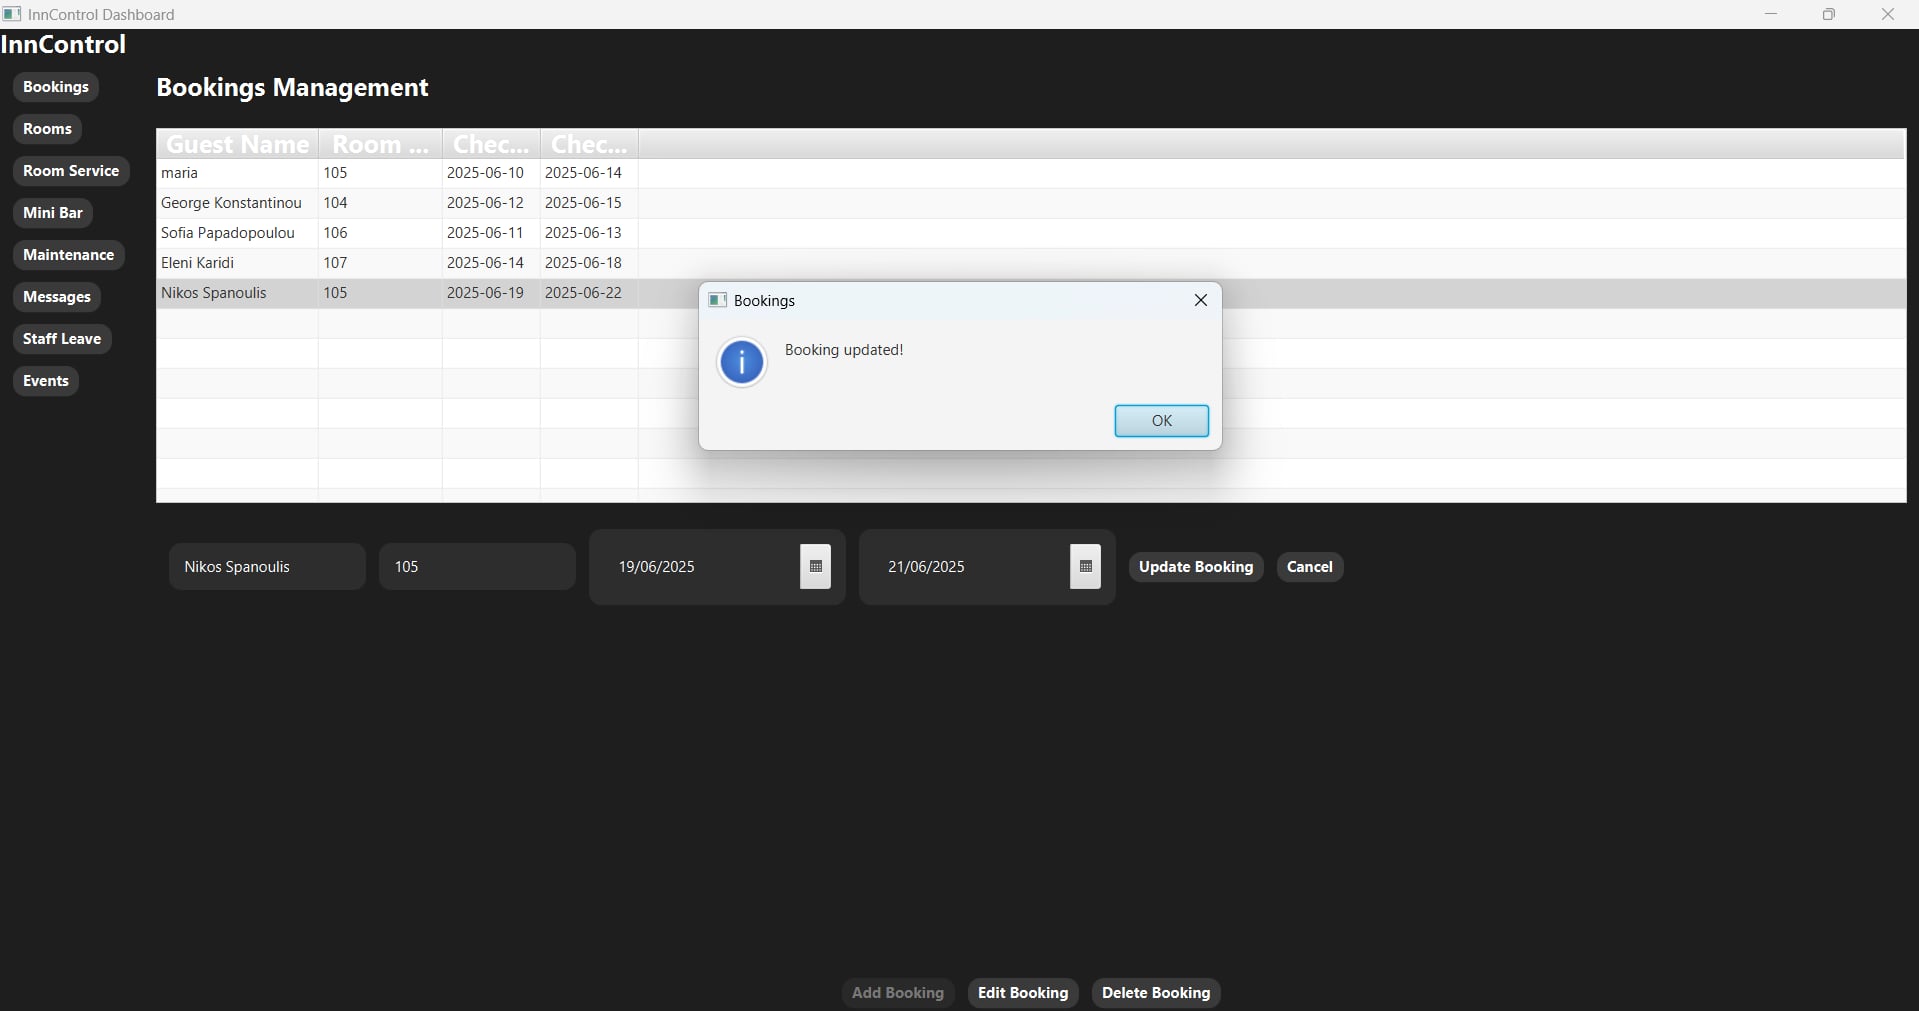 InnControl Dashboard
InnControl
Bookings
Rooms
Room Service
Mini Bar
Maintenance
Messages
Staff Leave
Events
Bookings Management
Guest Name Room ... Chec... Chec...
maria 105 2025-06-10 2025-06-14
George Konstantinou 104 2025-06-12 2025-06-15
Sofia Papadopoulou 106 2025-06-11 2025-06-13
Eleni Karidi 107 2025-06-14 2025-06-18
Nikos Spanoulis 105 2025-06-19 2025-06-22
Bookings
Booking updated!
OK
Nikos Spanoulis 105 19/06/2025 21/06/2025 Update Booking Cancel
Add Booking Edit Booking Delete Booking